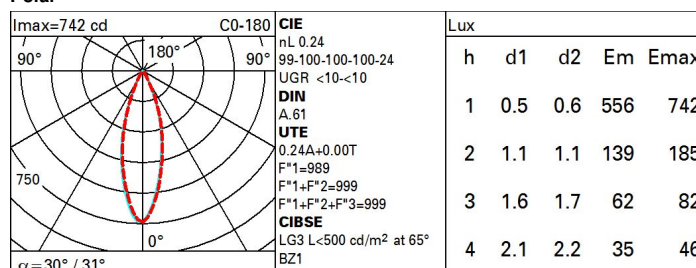 Imax=742 cd C0-180
90° 180° 90°
750
0°
α=30° / 31°
CIE
nL 0.24
99-100-100-100-24
UGR <10-<10
DIN
A.61
UTE
0.24A+0.00T
F"1=989
F"1+F"2=999
F"1+F"2+F"3=999
CIBSE
LG3 L<500 cd/m² at 65°
BZ1
Lux
h d1 d2 Em Emax
1 0.5 0.6 556 742
2 1.1 1.1 139 185
3 1.6 1.7 62 82
4 2.1 2.2 35 46